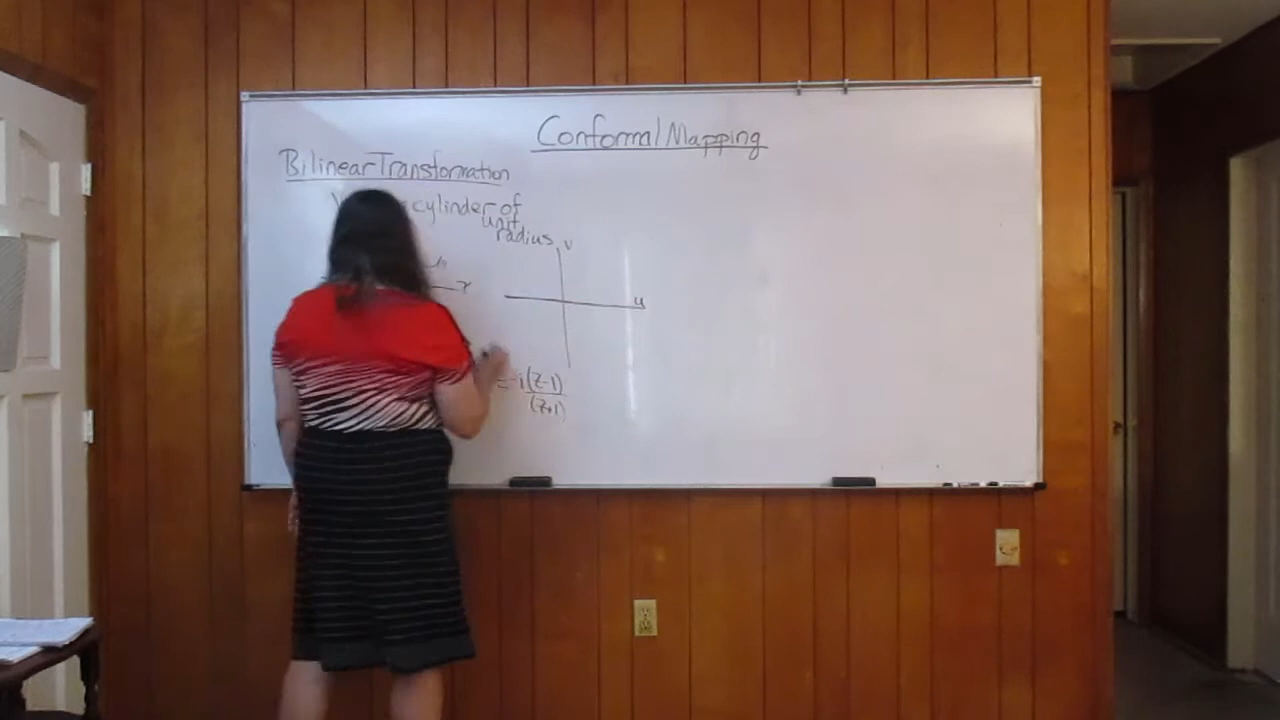 Conformal Mapping
Bilinear Transformation
cylinder of
unit
radius
v
x
u
= -i(z-1)
(z+1)